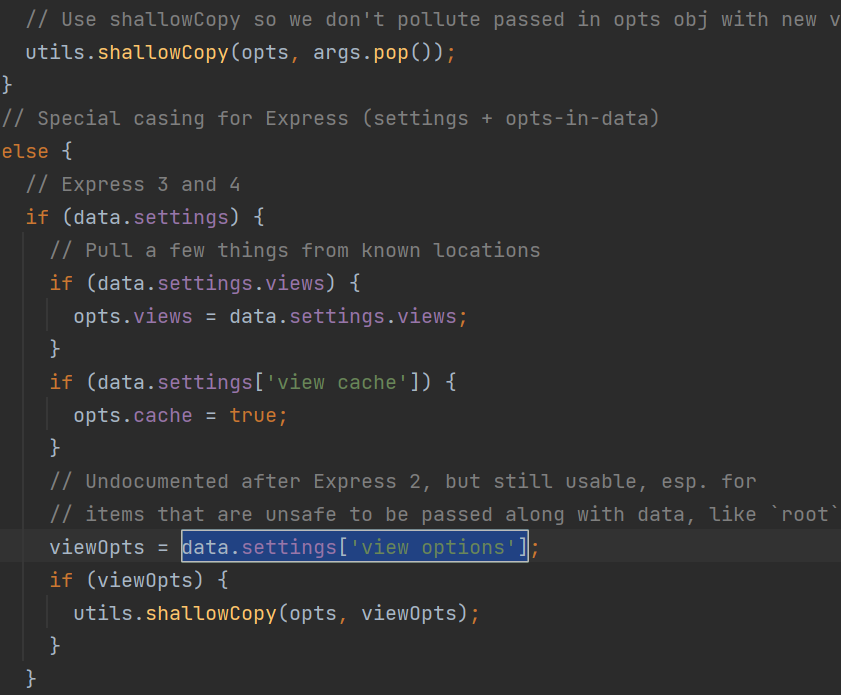 // Use shallowCopy so we don't pollute passed in opts obj with new v
utils.shallowCopy(opts, args.pop());
}
// Special casing for Express (settings + opts-in-data)
else {
// Express 3 and 4
if (data.settings) {
// Pull a few things from known locations
if (data.settings.views) {
opts.views = data.settings.views;
}
if (data.settings['view cache']) {
opts.cache = true;
}
// Undocumented after Express 2, but still usable, esp. for
// items that are unsafe to be passed along with data, like `root`
viewOpts = data.settings['view options'];
if (viewOpts) {
utils.shallowCopy(opts, viewOpts);
}
}